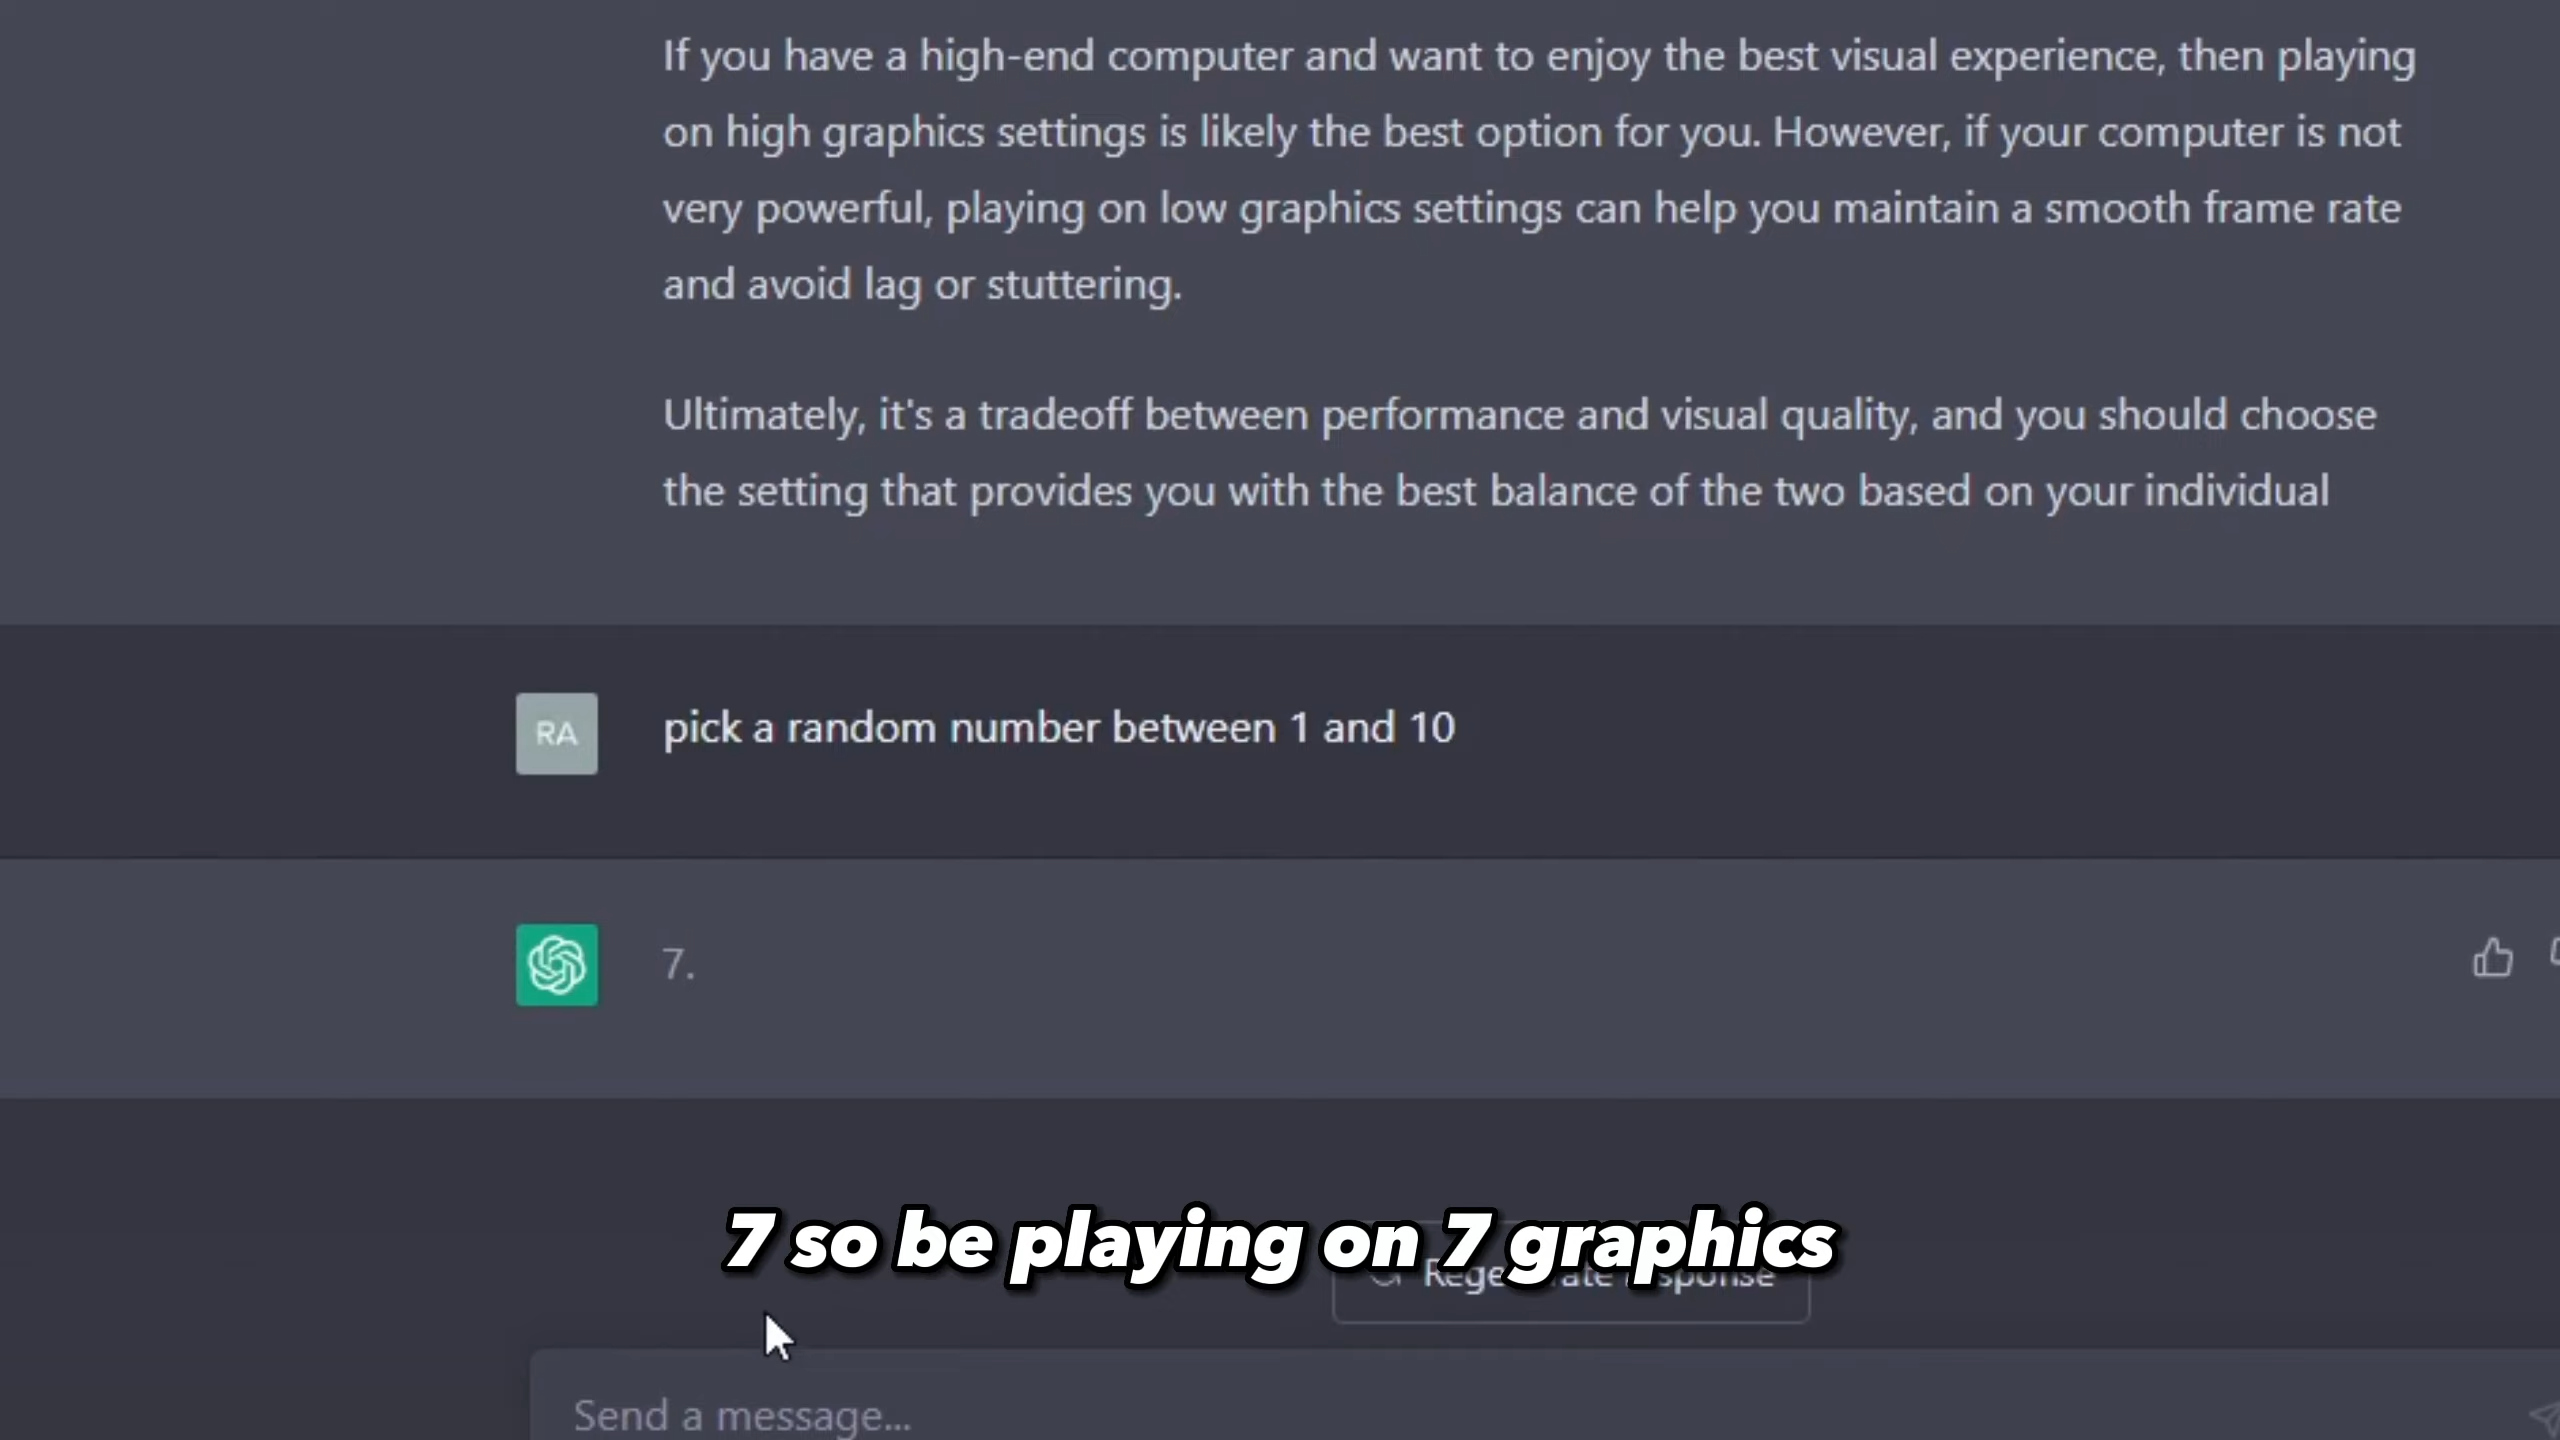 If you have a high-end computer and want to enjoy the best visual experience, then playing
on high graphics settings is likely the best option for you. However, if your computer is not
very powerful, playing on low graphics settings can help you maintain a smooth frame rate
and avoid lag or stuttering.
Ultimately, it's a tradeoff between performance and visual quality, and you should choose
the setting that provides you with the best balance of the two based on your individual
RA
pick a random number between 1 and 10
7.
7 so be playing on 7 graphics
Regenerate response
Send a message...